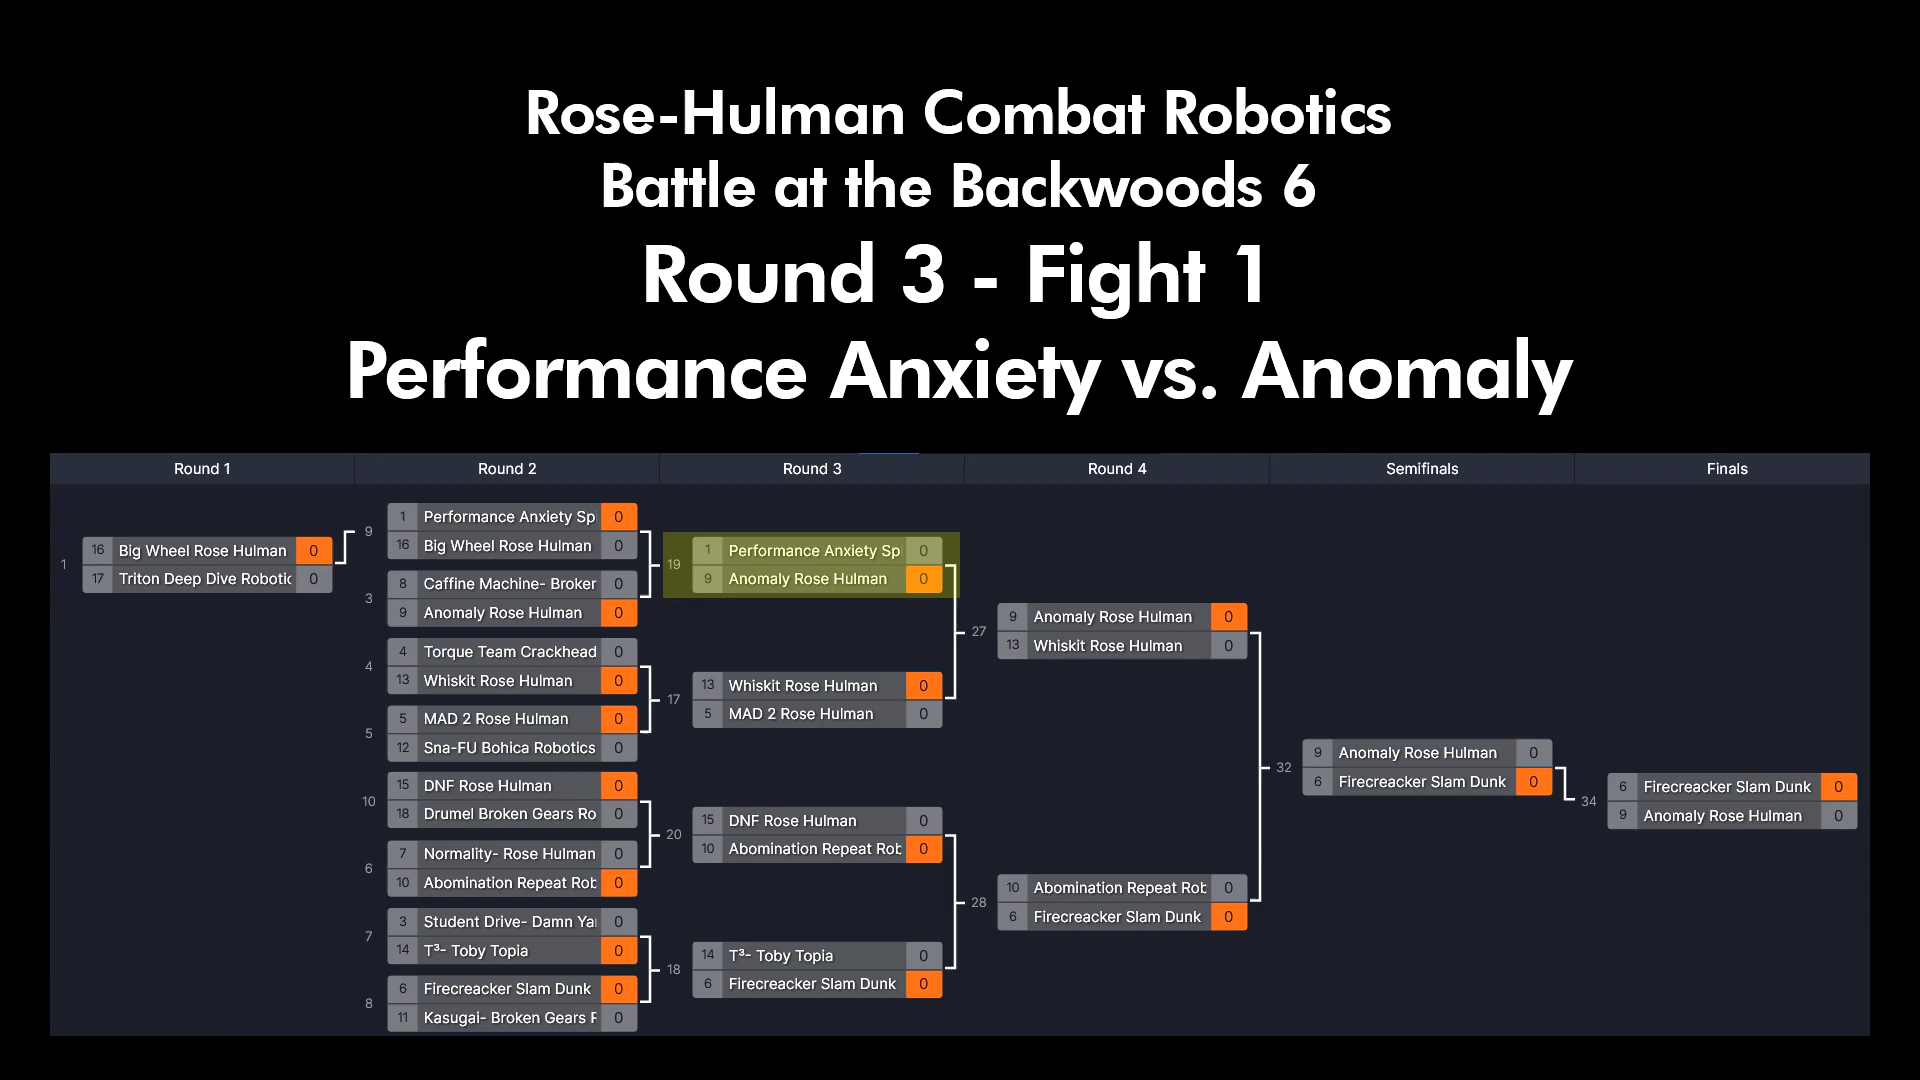 Rose-Hulman Combat Robotics
Battle at the Backwoods 6
Round 3 - Fight 1
Performance Anxiety vs. Anomaly
Round 1
Round 2
Round 3
Round 4
Semifinals
Finals
1
16 Big Wheel Rose Hulman 0
17 Triton Deep Dive Robotic 0
9
1 Performance Anxiety Sp 0
16 Big Wheel Rose Hulman 0
3
8 Caffine Machine- Broker 0
9 Anomaly Rose Hulman 0
4
4 Torque Team Crackhead 0
13 Whiskit Rose Hulman 0
5
5 MAD 2 Rose Hulman 0
12 Sna-FU Bohica Robotics 0
10
15 DNF Rose Hulman 0
18 Drumel Broken Gears Ro 0
6
7 Normality- Rose Hulman 0
10 Abomination Repeat Rob 0
7
3 Student Drive- Damn Ya 0
14 T³- Toby Topia 0
8
6 Firecreacker Slam Dunk 0
11 Kasugai- Broken Gears F 0
19
1 Performance Anxiety Sp 0
9 Anomaly Rose Hulman 0
17
13 Whiskit Rose Hulman 0
5 MAD 2 Rose Hulman 0
20
15 DNF Rose Hulman 0
10 Abomination Repeat Rob 0
18
14 T³- Toby Topia 0
6 Firecreacker Slam Dunk 0
27
9 Anomaly Rose Hulman 0
13 Whiskit Rose Hulman 0
28
10 Abomination Repeat Rob 0
6 Firecreacker Slam Dunk 0
32
9 Anomaly Rose Hulman 0
6 Firecreacker Slam Dunk 0
34
6 Firecreacker Slam Dunk 0
9 Anomaly Rose Hulman 0